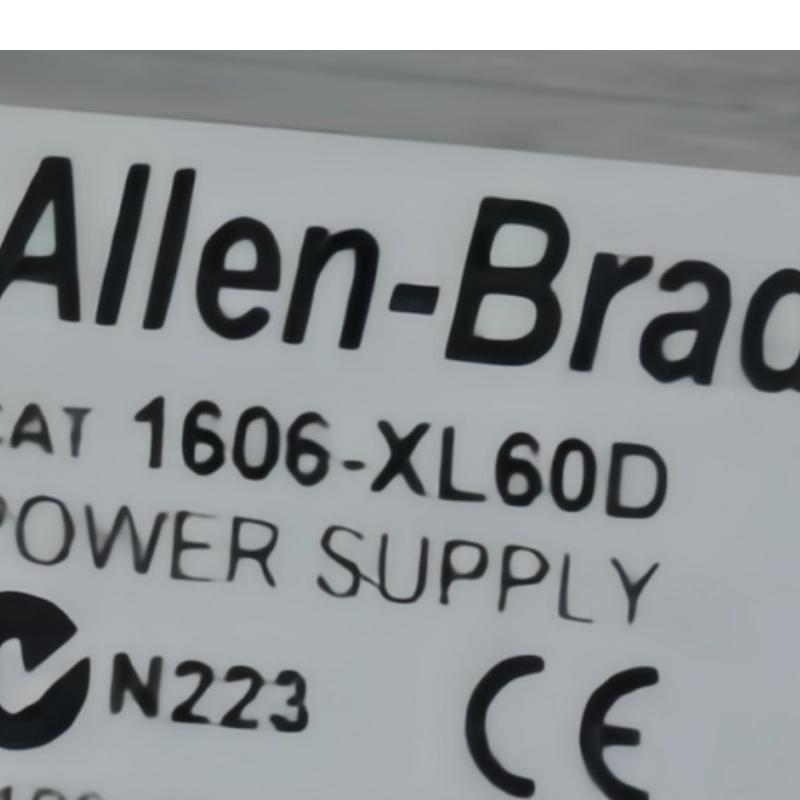 Allen-Brad
CAT 1606-XL60D
POWER SUPPLY
N223 CE